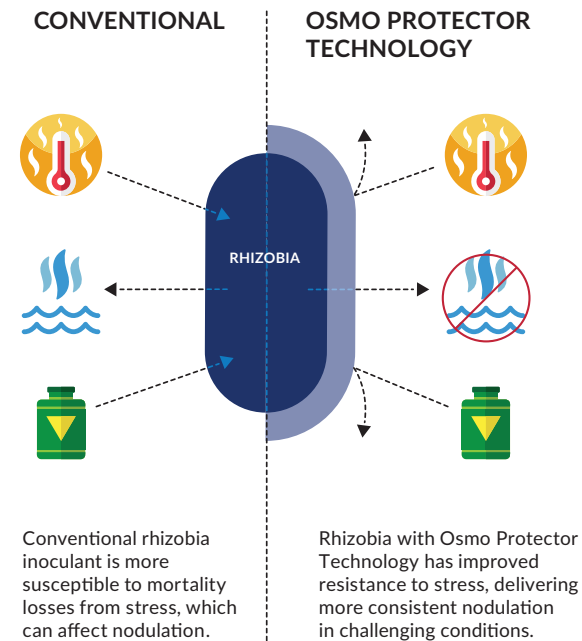 CONVENTIONAL
OSMO PROTECTOR
TECHNOLOGY
RHIZOBIA
Conventional rhizobia
inoculant is more
susceptible to mortality
losses from stress, which
can affect nodulation.
Rhizobia with Osmo Protector
Technology has improved
resistance to stress, delivering
more consistent nodulation
in challenging conditions.